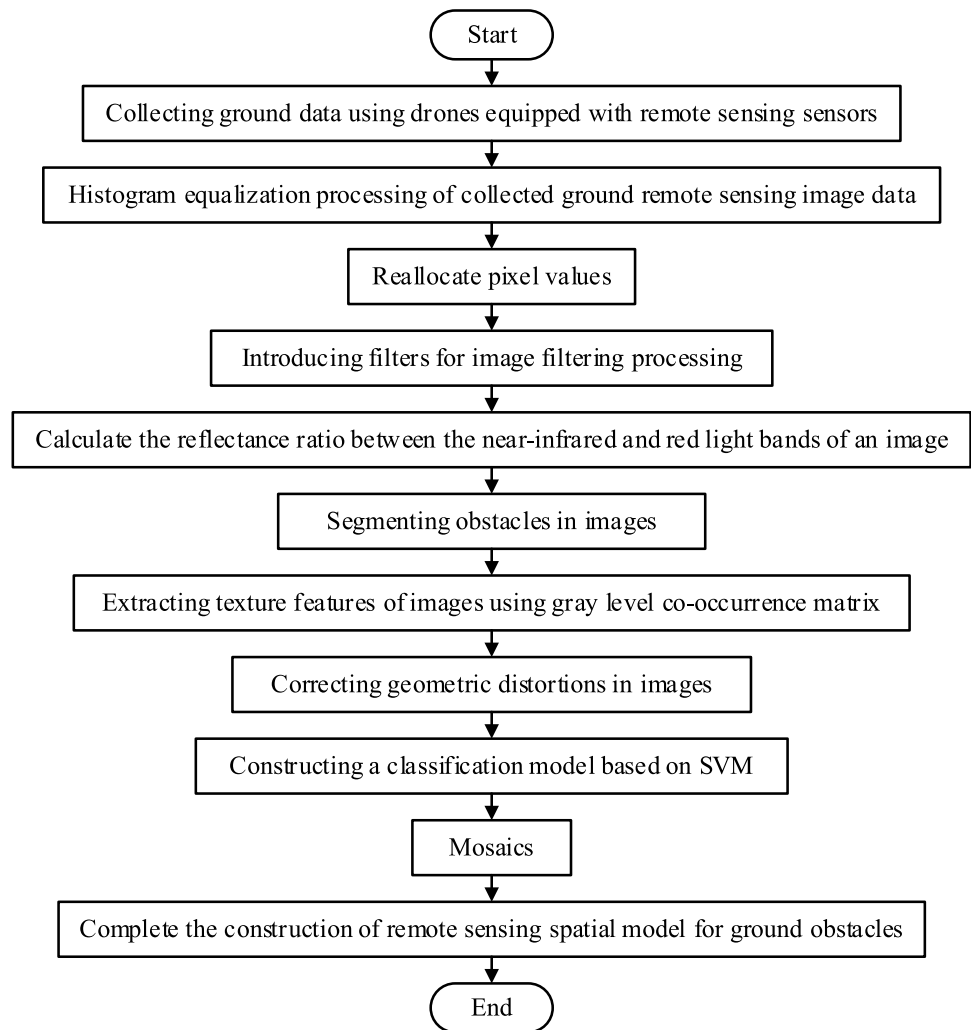 Start
Collecting ground data using drones equipped with remote sensing sensors
Histogram equalization processing of collected ground remote sensing image data
Reallocate pixel values
Introducing filters for image filtering processing
Calculate the reflectance ratio between the near-infrared and red light bands of an image
Segmenting obstacles in images
Extracting texture features of images using gray level co-occurrence matrix
Correcting geometric distortions in images
Constructing a classification model based on SVM
Mosaics
Complete the construction of remote sensing spatial model for ground obstacles
End